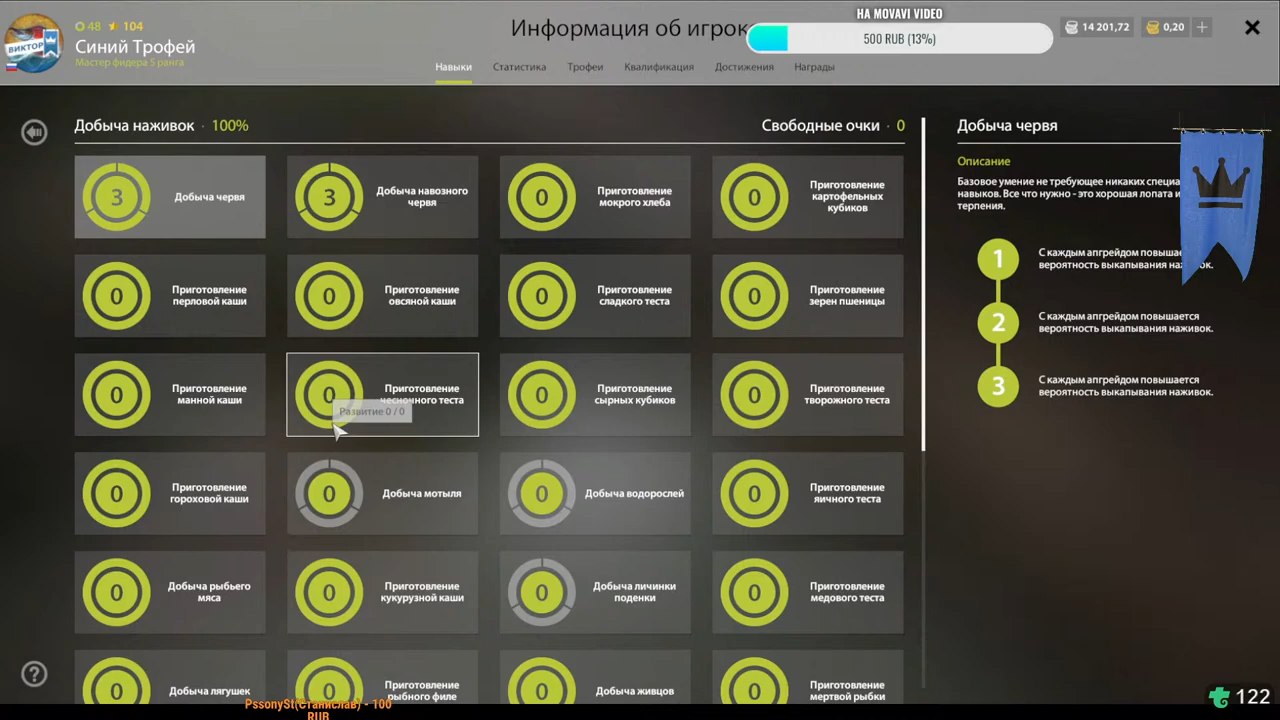 НА MOVAVI VIDEO
500 RUB (13%)
48 104
Синий Трофей
Мастер фидера 5 ранга
ВИКТОР
Информация об игрок
14 201,72
0,20
Навыки
Статистика
Трофеи
Квалификация
Достижения
Награды
Добыча наживок · 100%
Свободные очки · 0
3
Добыча червя
3
Добыча навозного
червя
0
Приготовление
мокрого хлеба
0
Приготовление
картофельных
кубиков
0
Приготовление
перловой каши
0
Приготовление
овсяной каши
0
Приготовление
сладкого теста
0
Приготовление
зерен пшеницы
0
Приготовление
манной каши
0
Приготовление
чесночного теста
Развитие 0 / 0
0
Приготовление
сырных кубиков
0
Приготовление
творожного теста
0
Приготовление
гороховой каши
0
Добыча мотыля
0
Добыча водорослей
0
Приготовление
яичного теста
0
Добыча рыбьего
мяса
0
Приготовление
кукурузной каши
0
Добыча личинки
поденки
0
Приготовление
медового теста
0
Добыча лягушек
0
Приготовление
рыбного филе
0
Добыча живцов
0
Приготовление
мертвой рыбки
Добыча червя
Описание
Базовое умение не требующее никаких специа
навыков. Все что нужно - это хорошая лопата и
терпения.
1
С каждым апгрейдом повышае
вероятность выкапывания наживок.
2
С каждым апгрейдом повышается
вероятность выкапывания наживок.
3
С каждым апгрейдом повышается
вероятность выкапывания наживок.
?
PssonySt(Станислав) - 100
RUB
122